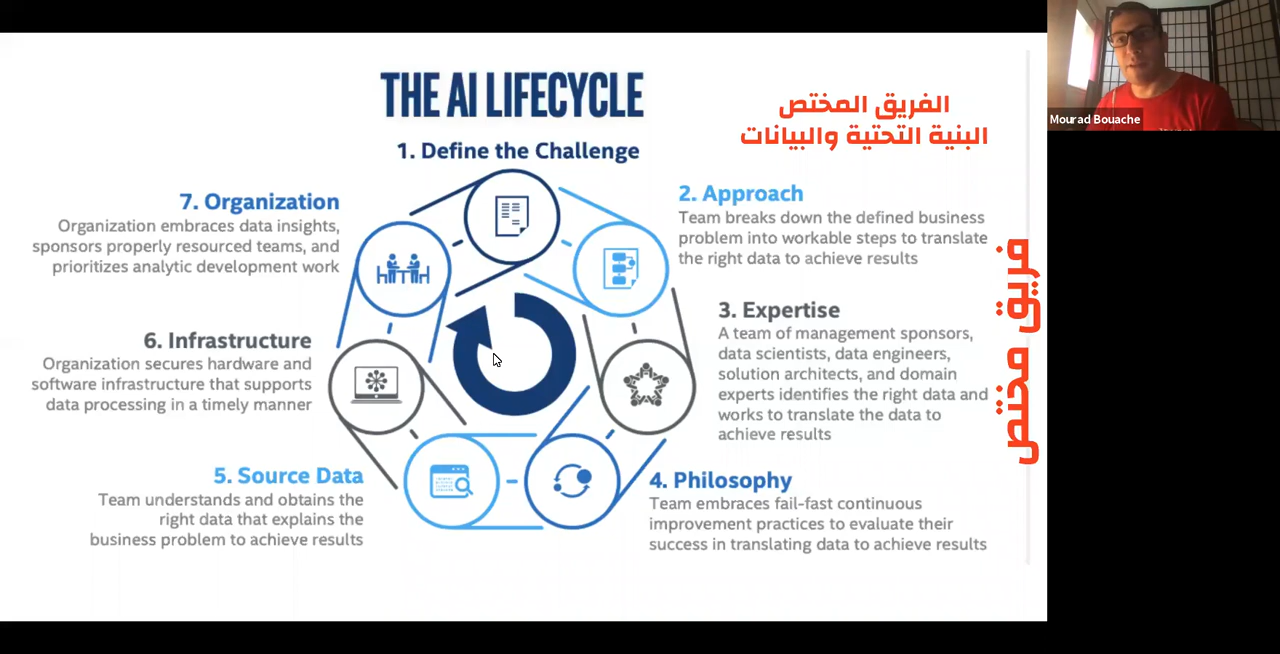 THE AI LIFECYCLE
الفريق المختص
البنية التحتية والبيانات
1. Define the Challenge
2. Approach
Team breaks down the defined business
problem into workable steps to translate
the right data to achieve results
3. Expertise
A team of management sponsors,
data scientists, data engineers,
solution architects, and domain
experts identifies the right data and
works to translate the data to
achieve results
4. Philosophy
Team embraces fail-fast continuous
improvement practices to evaluate their
success in translating data to achieve results
5. Source Data
Team understands and obtains the
right data that explains the
business problem to achieve results
6. Infrastructure
Organization secures hardware and
software infrastructure that supports
data processing in a timely manner
7. Organization
Organization embraces data insights,
sponsors properly resourced teams, and
prioritizes analytic development work
فريق مختص
Mourad Bouache